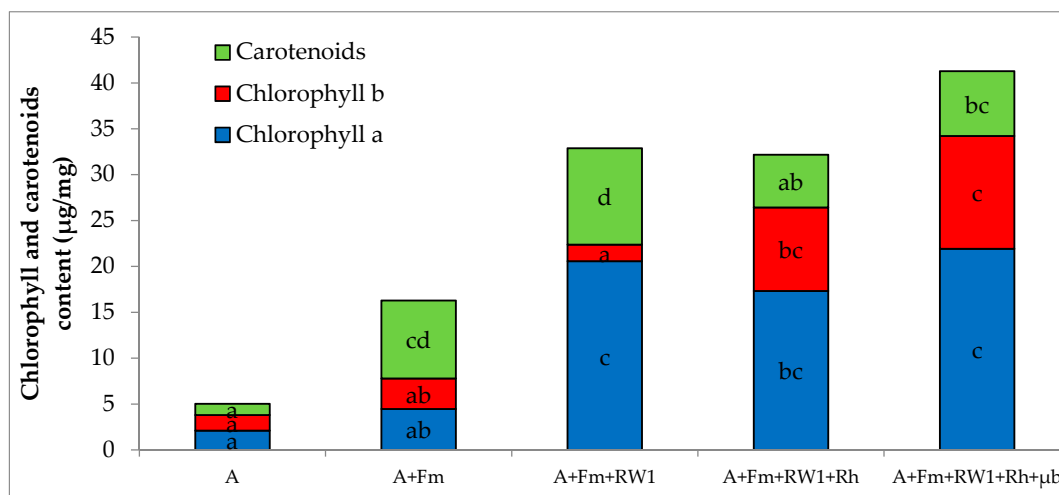 Chlorophyll and carotenoids
content (µg/mg)
45
40
35
30
25
20
15
10
5
0
Carotenoids
Chlorophyll b
Chlorophyll a
a
a
a
cd
ab
ab
d
a
c
ab
bc
bc
bc
c
c
A
A+Fm
A+Fm+RW1
A+Fm+RW1+Rh
A+Fm+RW1+Rh+µb